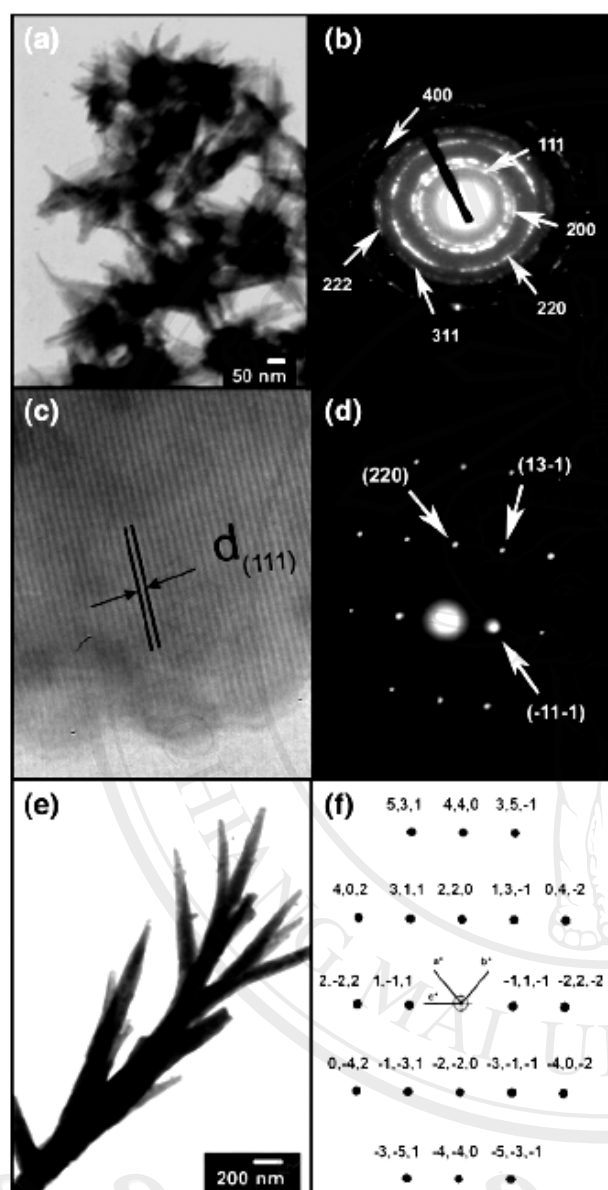 (a)
50 nm
(b)
400
111
200
222
220
311
(c)
d(111)
(d)
(220)
(13-1)
(-11-1)
(e)
200 nm
(f)
5,3,1 4,4,0 3,5,-1
4,0,2 3,1,1 2,2,0 1,3,-1 0,4,-2
a* b*
2.-2,2 1.-1,1 -1,1,-1 -2,2,-2
c*
0,-4,2 -1,-3,1 -2,-2,0 -3,-1,-1 -4,0,-2
-3,-5,1 -4,-4,0 -5,-3,-1
HIANG MAI U